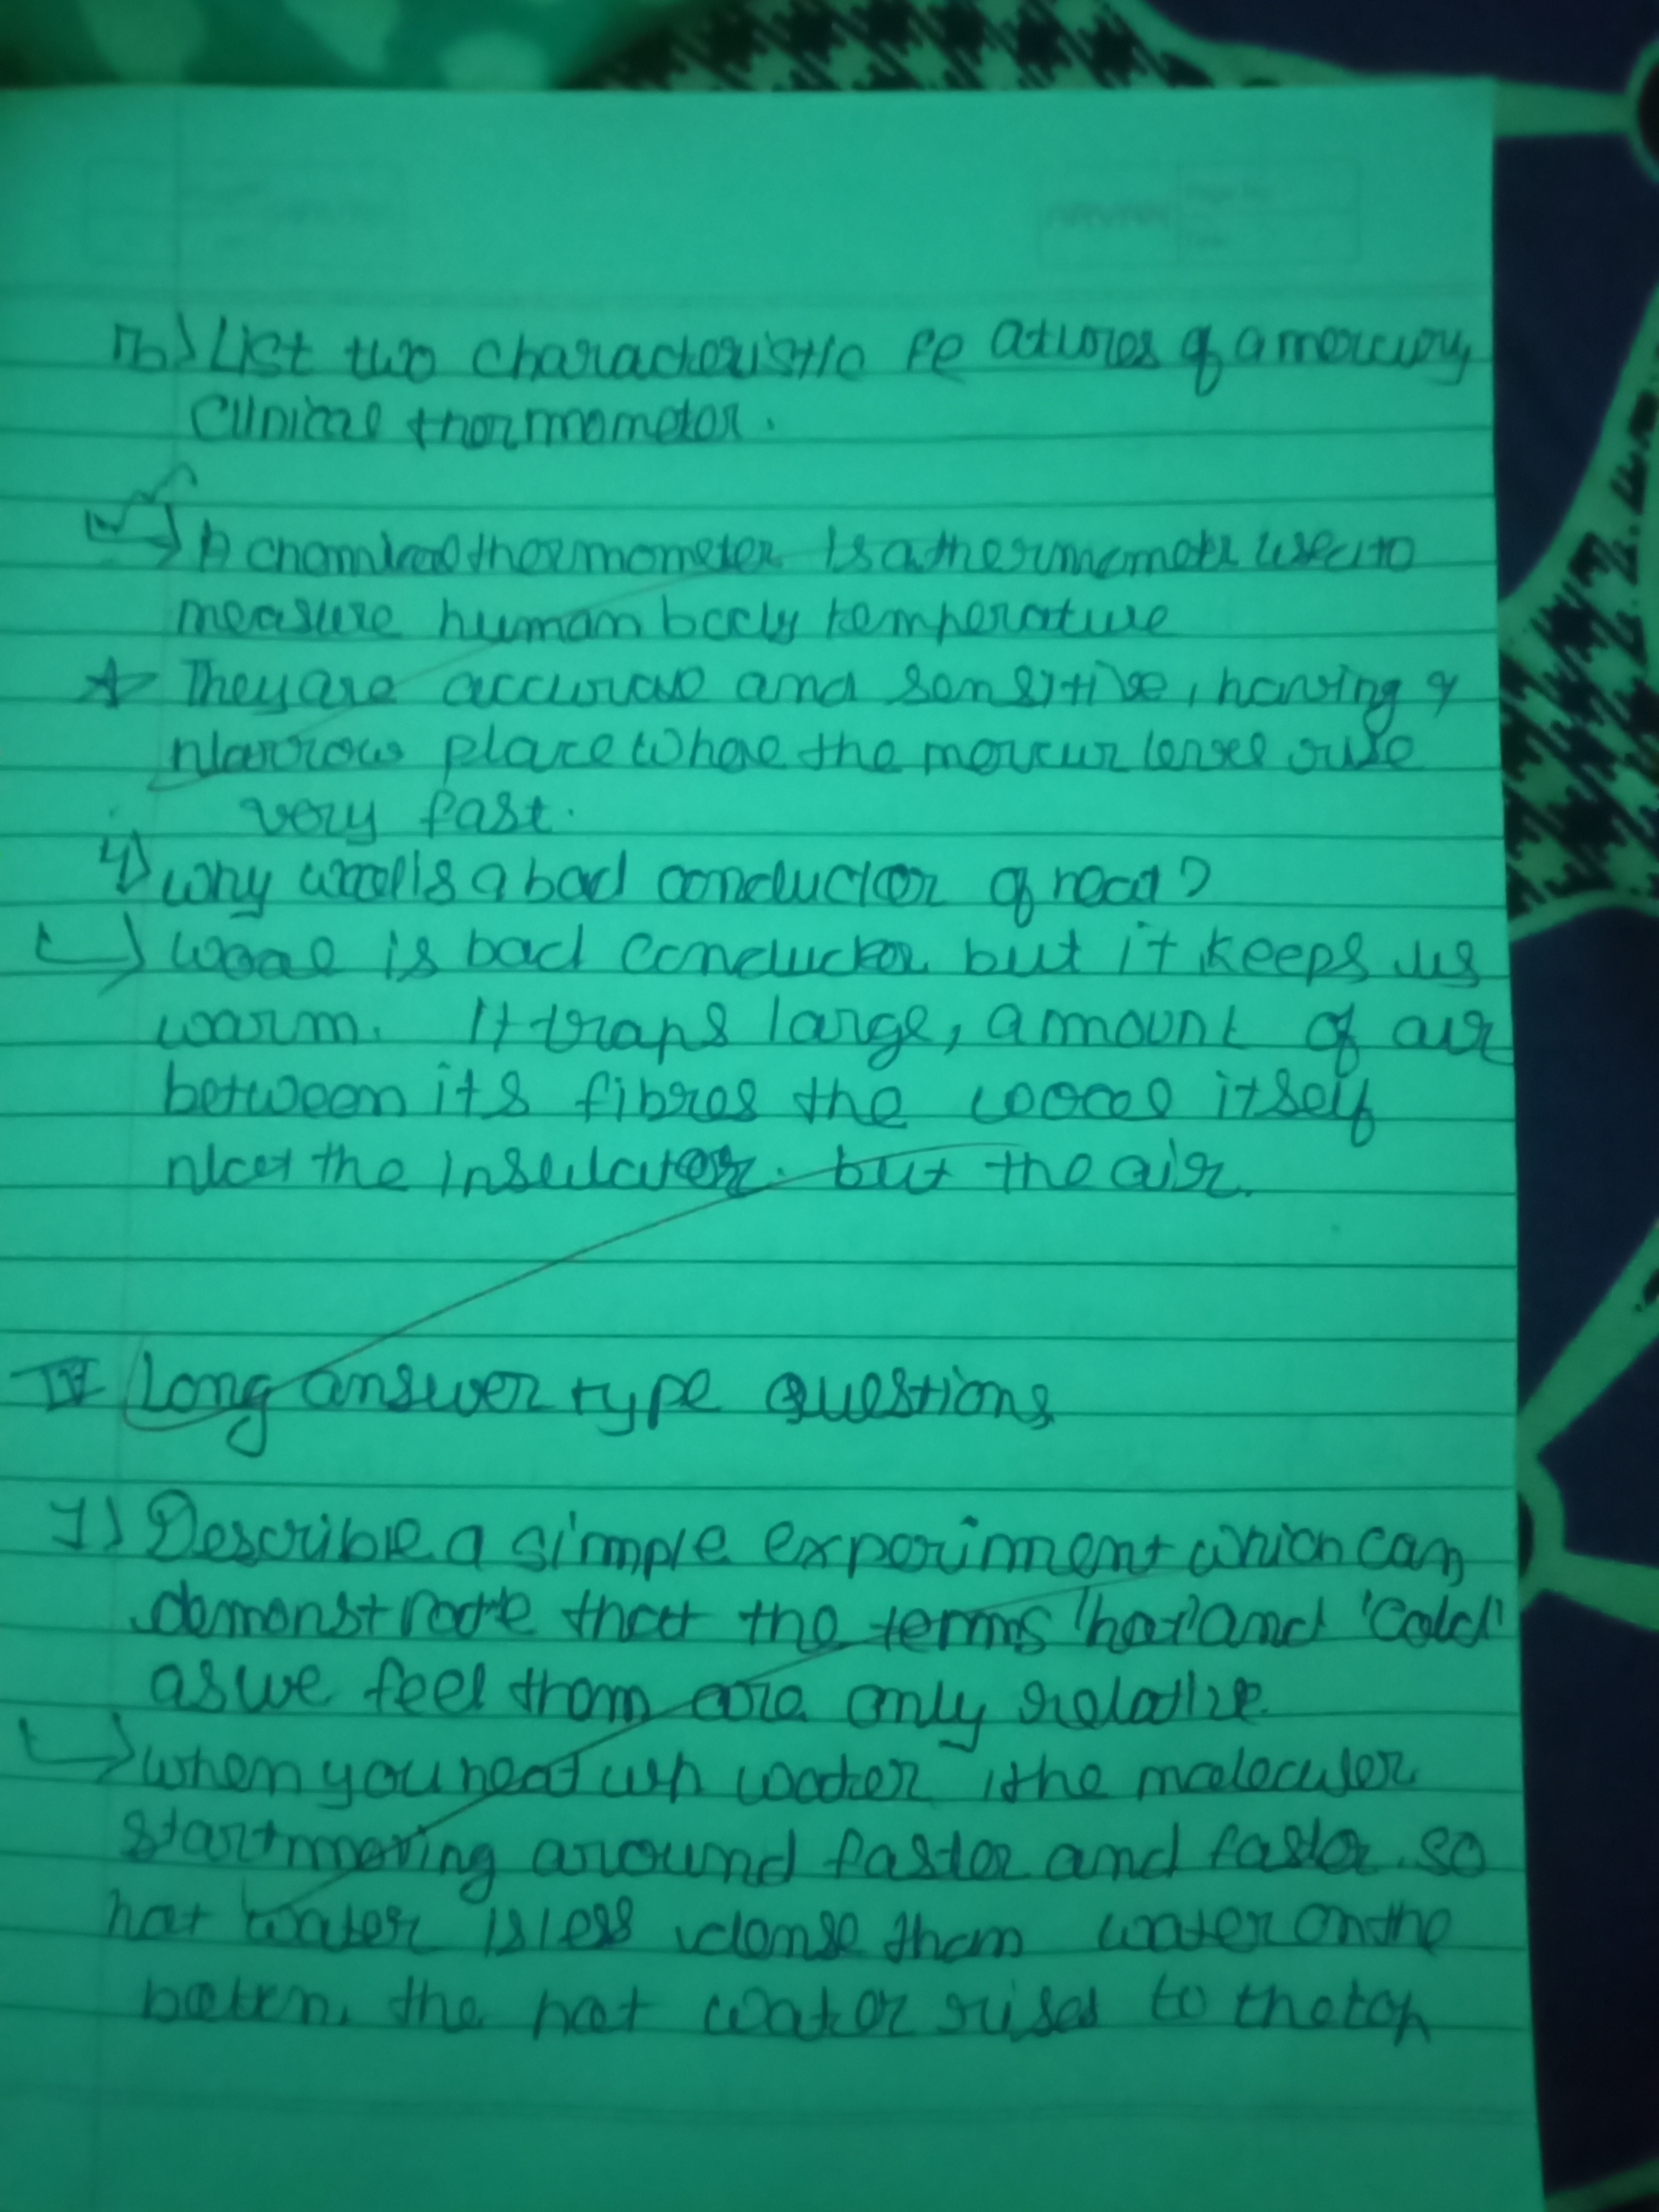 b) List two characteristic fe atures of a mercury
Clinical thermometer.
A chemical thermometer is a thermometer used to
measure human body temperature
They are accurate and sensitive, having a
narrow place where the mercur level rise
very fast.
4) why wool is a bad conductor of heat?
wool is bad conductor but it keeps us
warm. It traps large, amount of air
between its fibres the wool itself
not the insulator. but the air.
IV Long answer type questions
1) Describe a simple experiment which can
demonstrate that the terms 'hot' and 'cold'
as we feel them are only relative.
when you heat up water, the molecules
start moving around faster and faster. so
hot water is less dense than water on the
the hot water rises to the top